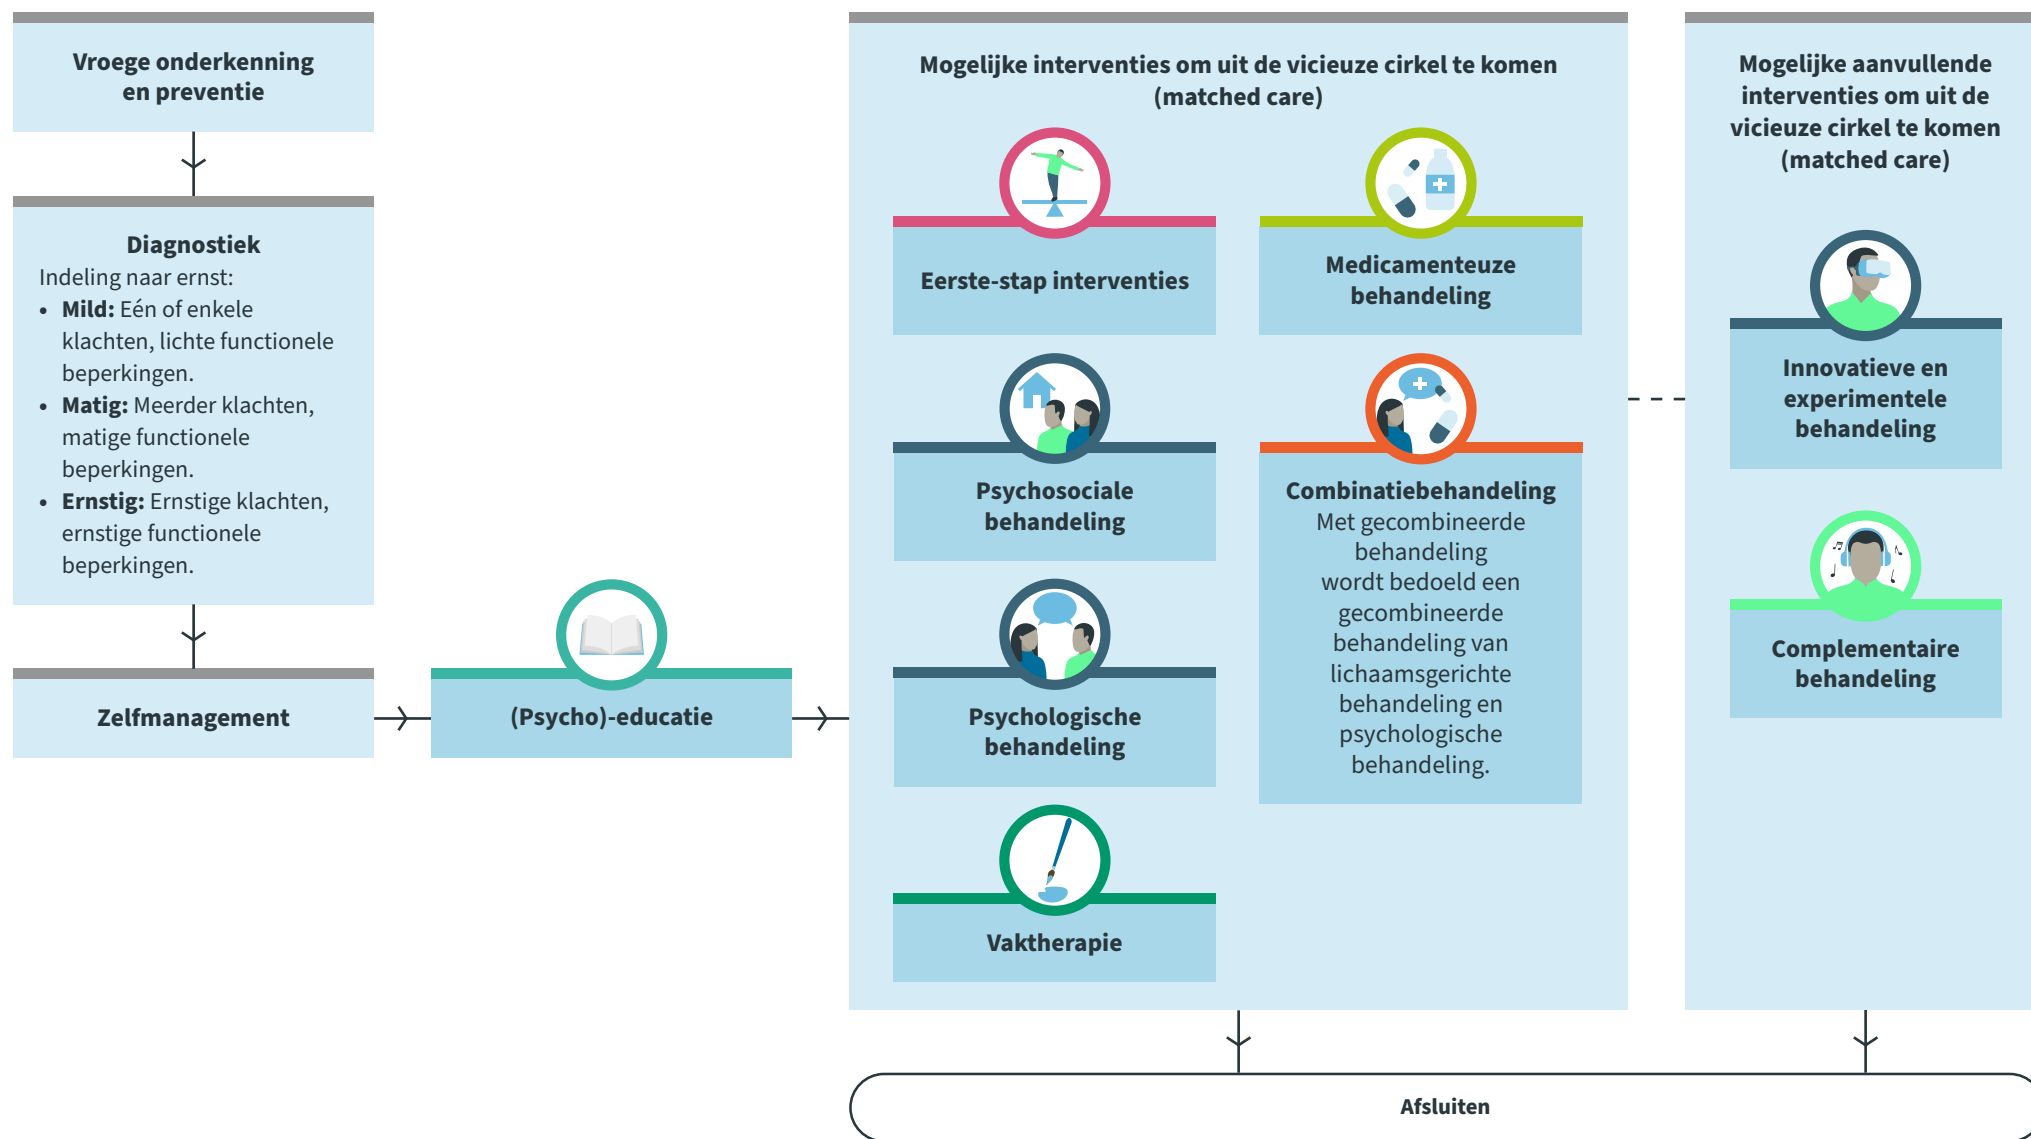 Vroege onderkenning
en preventie
Diagnostiek
Indeling naar ernst:
• Mild: Eén of enkele
klachten, lichte functionele
beperkingen.
• Matig: Meerder klachten,
matige functionele
beperkingen.
• Ernstig: Ernstige klachten,
ernstige functionele
beperkingen.
Zelfmanagement
(Psycho)-educatie
Mogelijke interventies om uit de vicieuze cirkel te komen
(matched care)
Eerste-stap interventies
Medicamenteuze
behandeling
Psychosociale
behandeling
Combinatiebehandeling
Met gecombineerde
behandeling
wordt bedoeld een
gecombineerde
behandeling van
lichaamsgerichte
behandeling en
psychologische
behandeling.
Psychologische
behandeling
Vaktherapie
Mogelijke aanvullende
interventies om uit de
vicieuze cirkel te komen
(matched care)
Innovatieve en
experimentele
behandeling
Complementaire
behandeling
Afsluiten